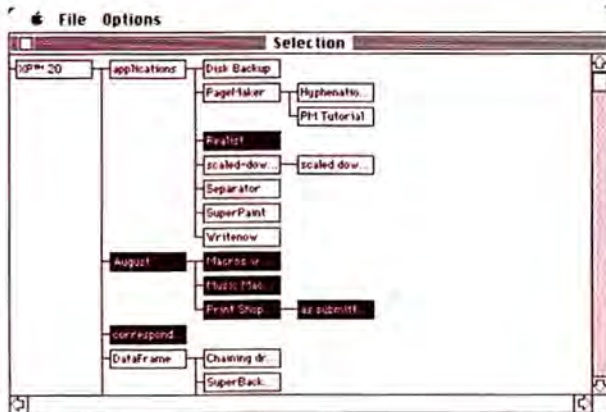 File Options
Selection
XP™ 20 applications Disk Backup
PageMaker Hyphenatio...
PM Tutorial
Realist
scaled-dow... scaled dow...
Separator
SuperPaint
Writenow
August Macros
Music Mac...
Print Shop... as submitt...
correspond...
DataFrame Chaining dr...
SuperBack...